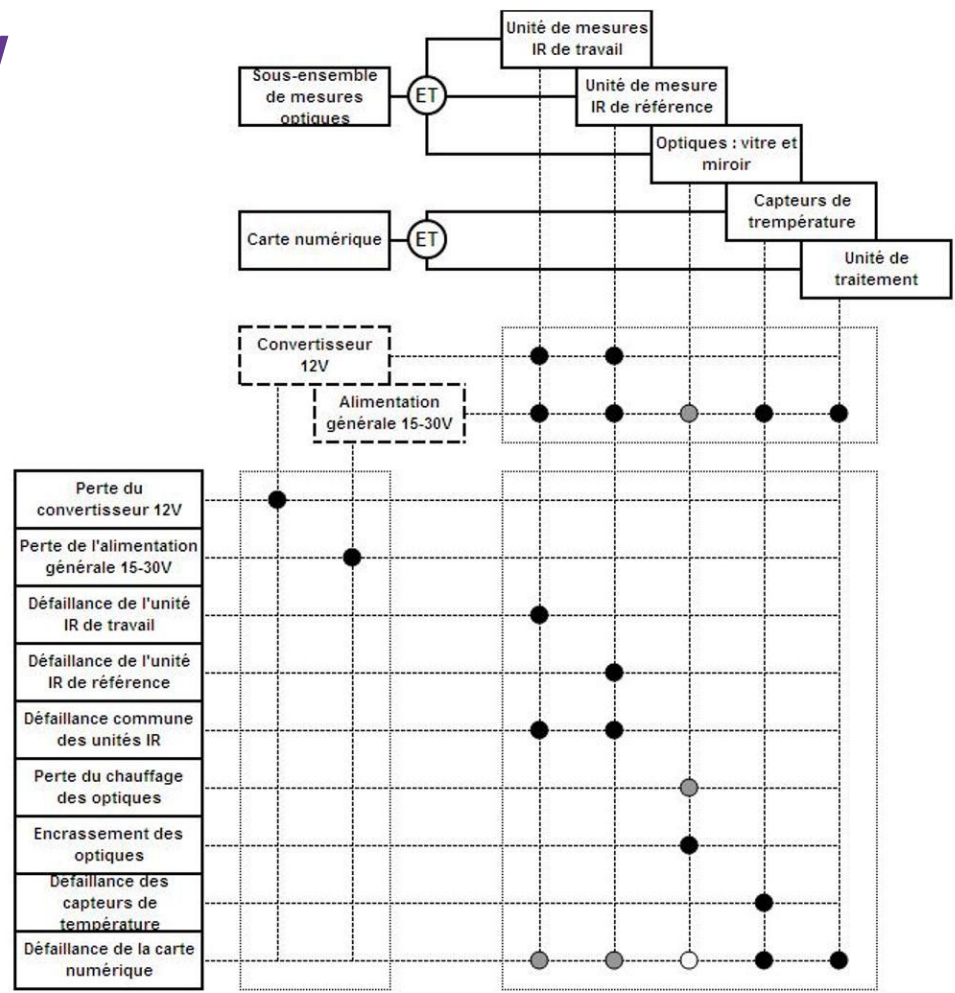 Unité de mesures
IR de travail
Sous-ensemble
de mesures
optiques
ET
Unité de mesure
IR de référence
Optiques : vitre et
miroir
Capteurs de
trempérature
Carte numérique
ET
Unité de
traitement
Convertisseur
12V
Alimentation
générale 15-30V
Perte du
convertisseur 12V
Perte de l'alimentation
générale 15-30V
Défaillance de l'unité
IR de travail
Défaillance de l'unité
IR de référence
Défaillance commune
des unités IR
Perte du chauffage
des optiques
Encrassement des
optiques
Défaillance des
capteurs de
température
Défaillance de la carte
numérique